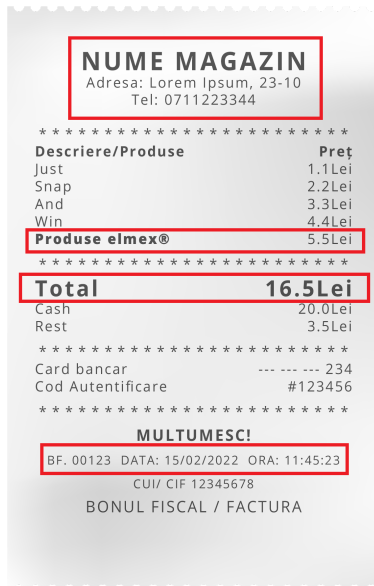 NUME MAGAZIN
Adresa: Lorem Ipsum, 23-10
Tel: 0711223344
* * * * * * * * * * * * * * * * * * * * * * * *
Descriere/Produse Preț
Just 1.1Lei
Snap 2.2Lei
And 3.3Lei
Win 4.4Lei
Produse elmex® 5.5Lei
* * * * * * * * * * * * * * * * * * * * * * * *
Total 16.5Lei
Cash 20.0Lei
Rest 3.5Lei
* * * * * * * * * * * * * * * * * * * * * * * *
Card bancar --- --- --- 234
Cod Autentificare #123456
* * * * * * * * * * * * * * * * * * * * * * * *
MULTUMESC!
BF. 00123 DATA: 15/02/2022 ORA: 11:45:23
CUI/ CIF 12345678
BONUL FISCAL / FACTURA